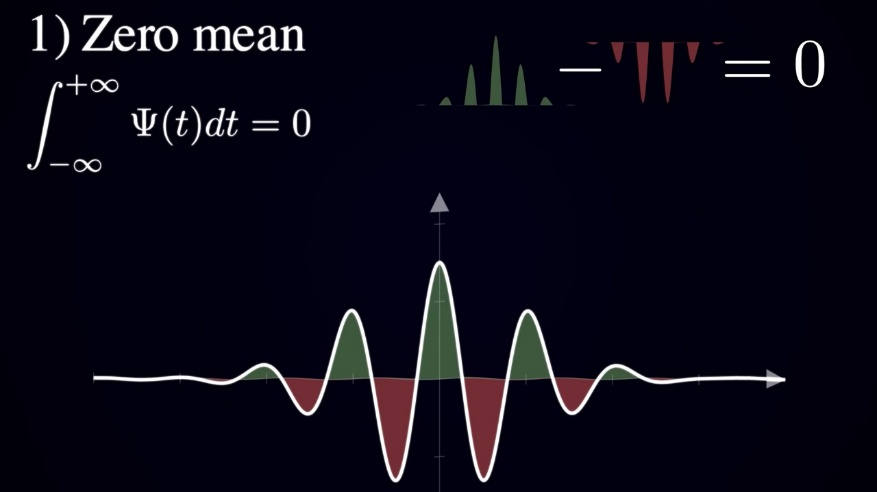 1) Zero mean
∫_{-∞}^{+∞} Ψ(t)dt = 0
− = 0